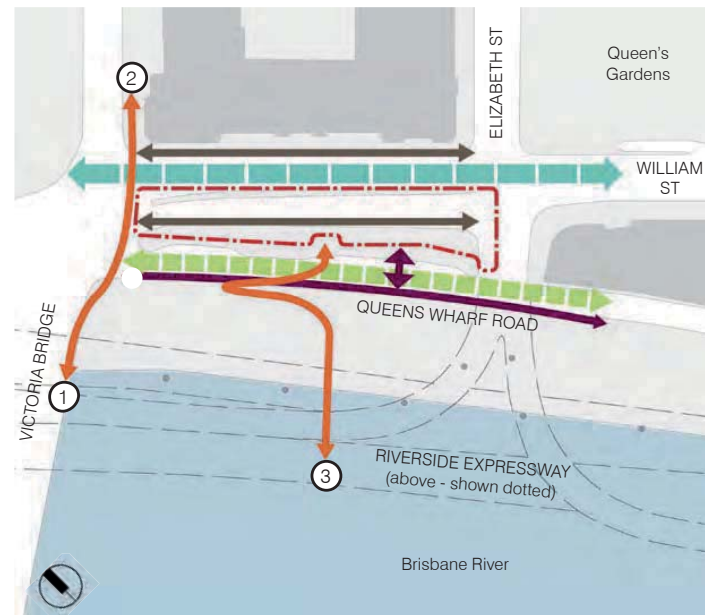 Queen's
Gardens
ELIZABETH ST
2
WILLIAM
ST
QUEENS WHARF ROAD
VICTORIA BRIDGE
1
3
RIVERSIDE EXPRESSWAY
(above - shown dotted)
Brisbane River